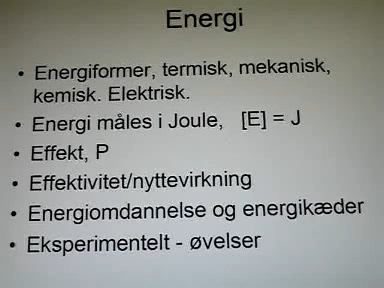 Energi
• Energiformer, termisk, mekanisk,
kemisk. Elektrisk.
• Energi måles i Joule, [E] = J
• Effekt, P
• Effektivitet/nyttevirkning
• Energiomdannelse og energikæder
• Eksperimentelt - øvelser